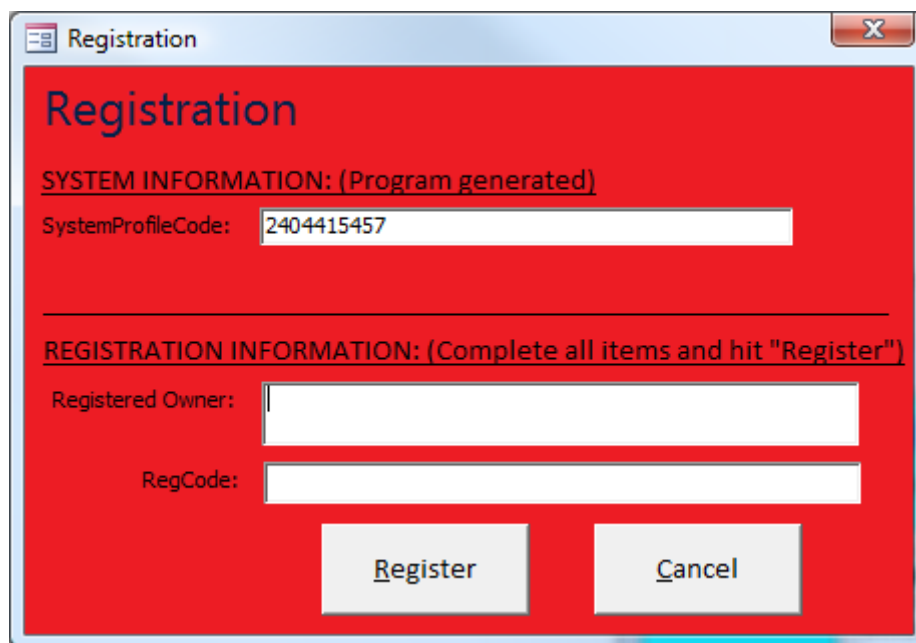 Registration
Registration
SYSTEM INFORMATION: (Program generated)
SystemProfileCode: 2404415457
REGISTRATION INFORMATION: (Complete all items and hit "Register")
Registered Owner:
RegCode:
Register Cancel